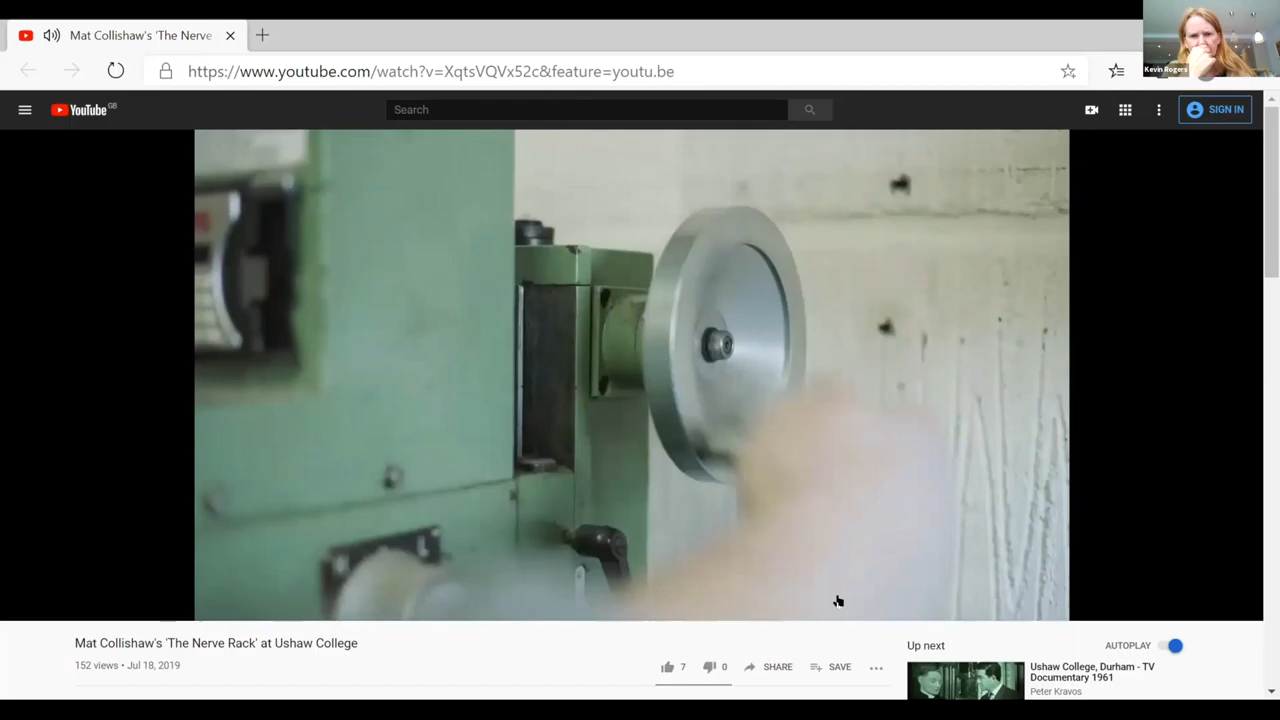 Mat Collishaw's 'The Nerve
Kevin Rogers
https://www.youtube.com/watch?v=XqtsYQVx52c&feature=youtu.be
YouTube GB
Search
SIGN IN
L
Mat Collishaw's 'The Nerve Rack' at Ushaw College
152 views • Jul 18, 2019
7
0
SHARE
SAVE
Up next
AUTOPLAY
Ushaw College, Durham - TV
Documentary 1961
Peter Kravos